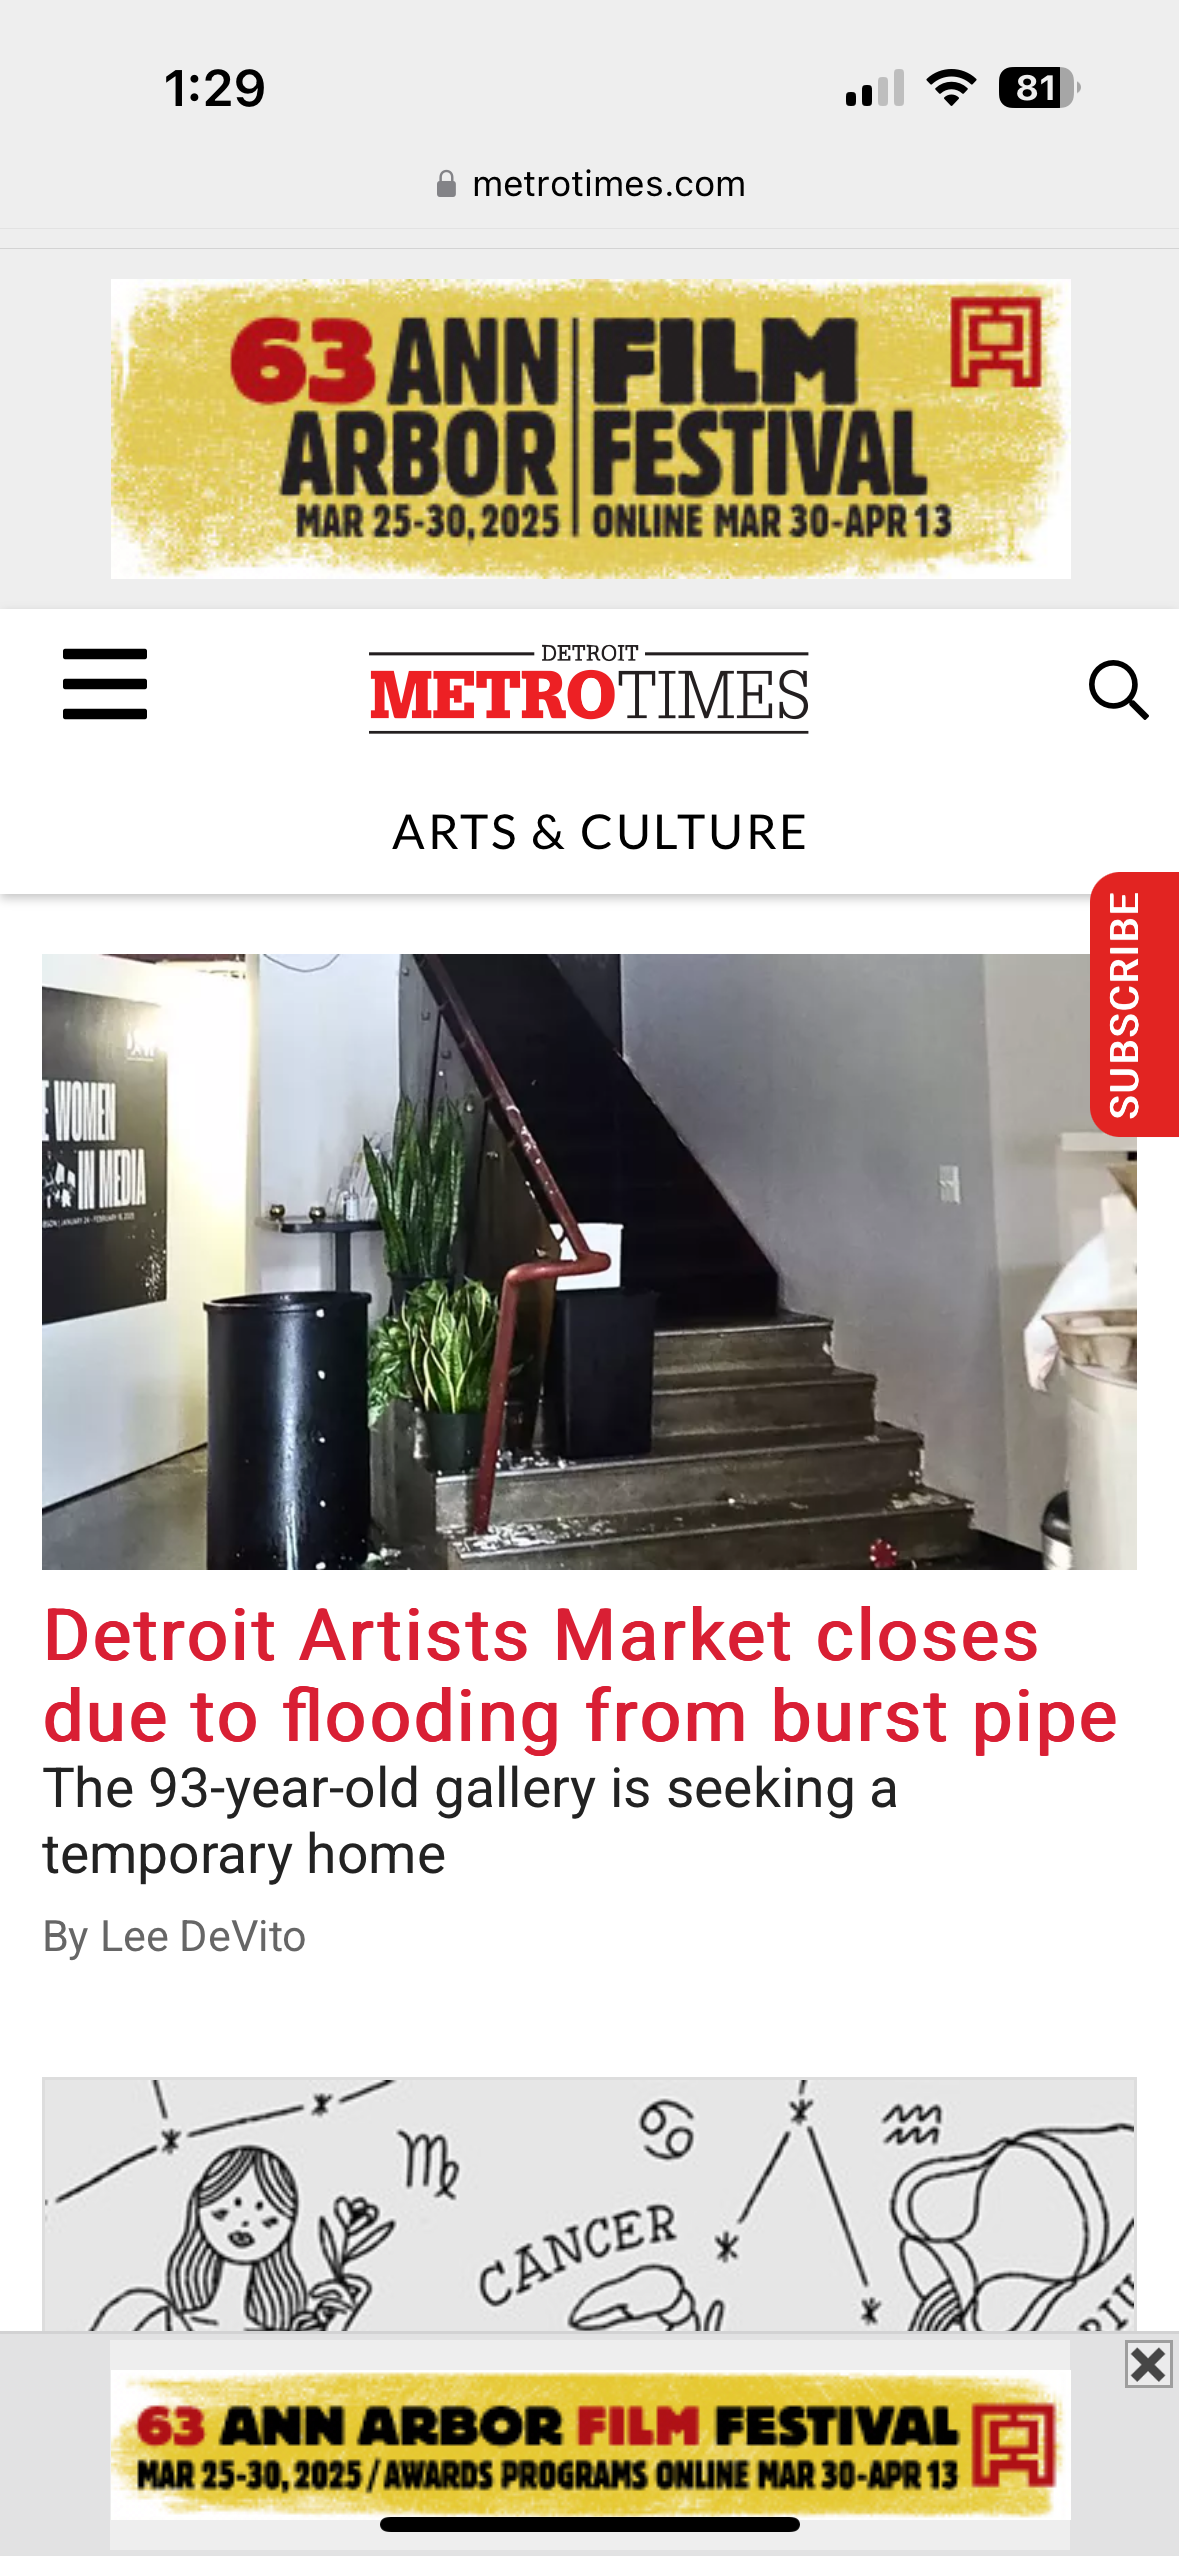 1:29
81
metrotimes.com
63 ANN FILM
ARBOR FESTIVAL
MAR 25-30, 2025 ONLINE MAR 30-APR 13
DETROIT
METROTIMES
ARTS & CULTURE
SUBSCRIBE
WOMEN
IN MEDIA
Detroit Artists Market closes
due to flooding from burst pipe
The 93-year-old gallery is seeking a
temporary home
By Lee DeVito
CANCER
63 ANN ARBOR FILM FESTIVAL
MAR 25-30, 2025 / AWARDS PROGRAMS ONLINE MAR 30-APR 13